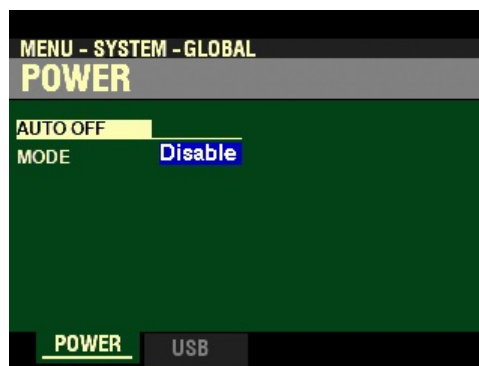 MENU - SYSTEM - GLOBAL
POWER
AUTO OFF
MODE Disable
POWER USB